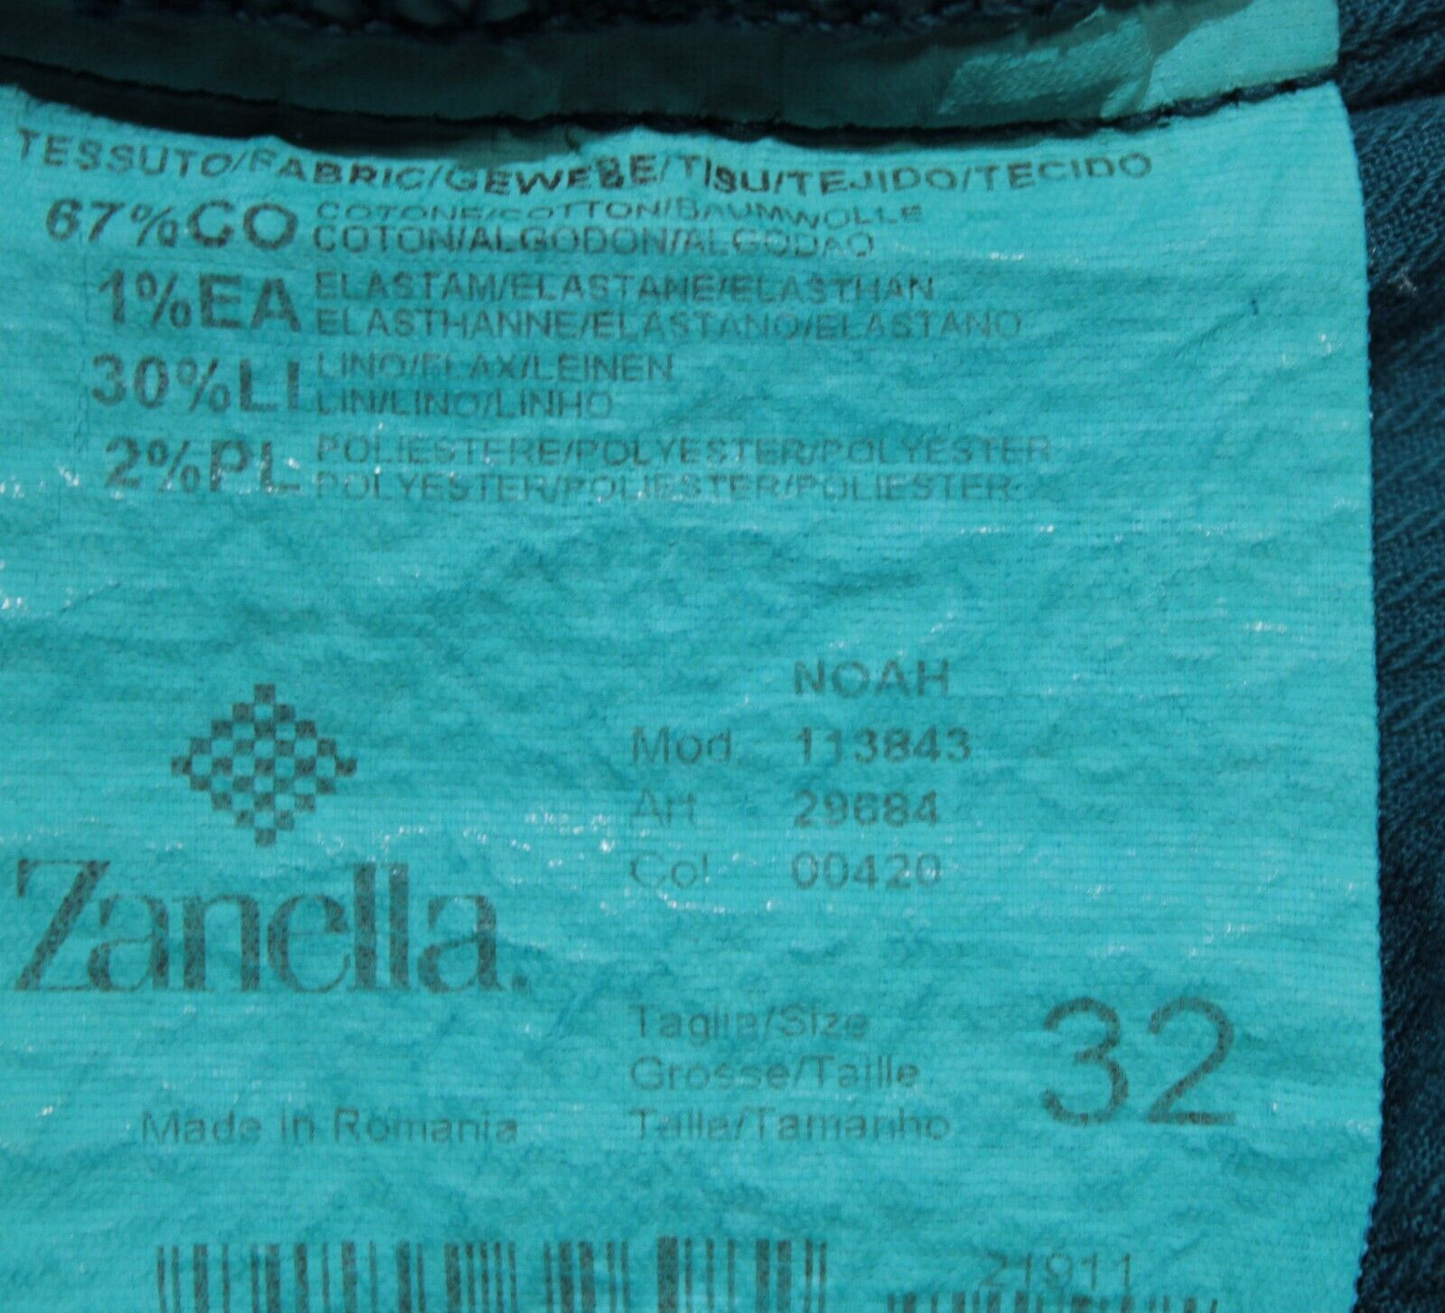 TESSUTO/FABRIC/GEWEBE/TISU/TEJIDO/TECIDO
67%CO COTONE/COTTON/BAUMWOLLE
COTON/ALGODON/ALGODAO
1%EA ELASTAM/ELASTANE/ELASTHAN
ELASTHANNE/ELASTANO/ELASTANO
30%LI LINO/FLAX/LEINEN
LIN/LINO/LINHO
2%PL POLIESTERE/POLYESTER/POLYESTER
POLYESTER/POLIESTER/POLIESTER
NOAH
Mod. 113843
Art 29684
Col 00420
Zanella.
Taglia/Size
Grosse/Taille
Talla/Tamanho
32
Made in Romania
21911